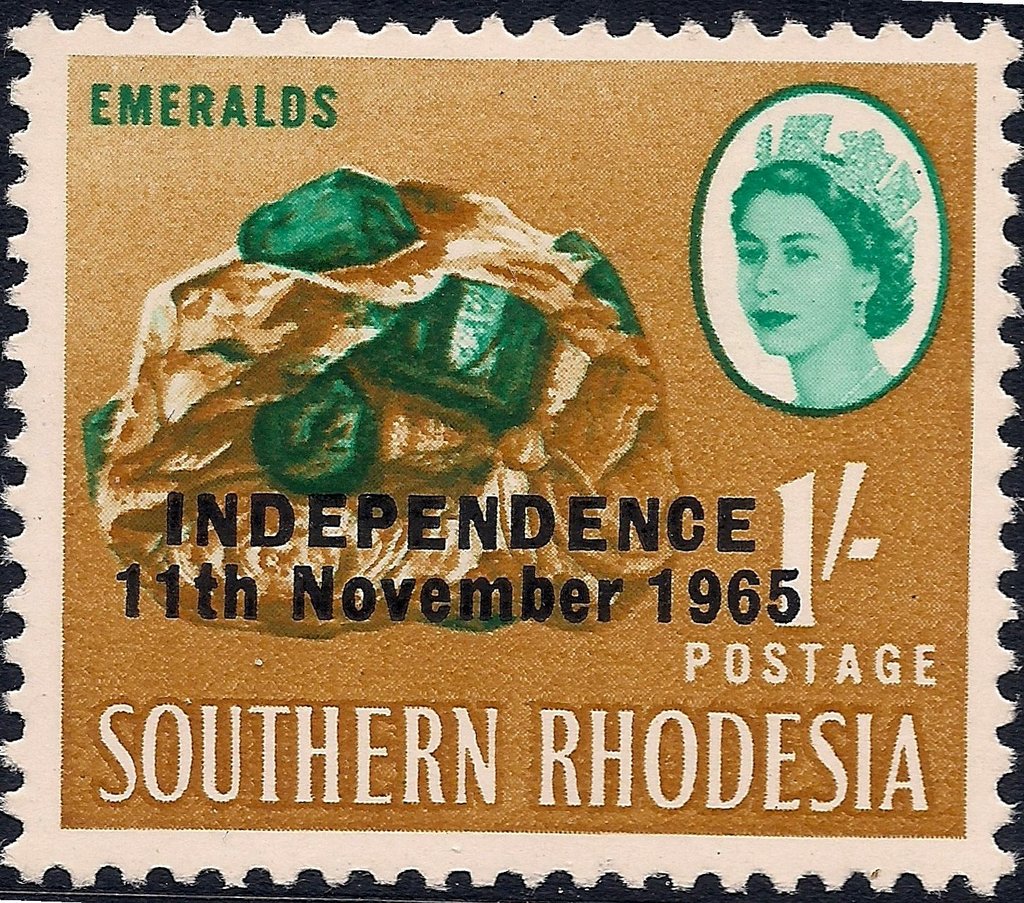 EMERALDS
INDEPENDENCE
11th November 1965
1/-
POSTAGE
SOUTHERN RHODESIA